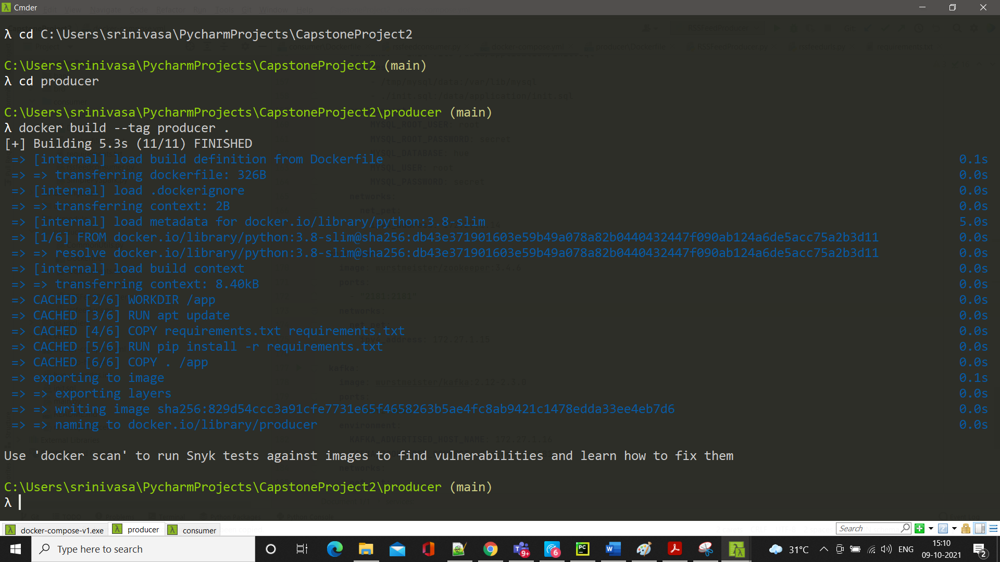 Cmder
λ cd C:\Users\srinivasa\PycharmProjects\CapstoneProject2
C:\Users\srinivasa\PycharmProjects\CapstoneProject2 (main)
λ cd producer
C:\Users\srinivasa\PycharmProjects\CapstoneProject2\producer (main)
λ docker build --tag producer .
[+] Building 5.3s (11/11) FINISHED
=> [internal] load build definition from Dockerfile 0.1s
=> => transferring dockerfile: 326B 0.0s
=> [internal] load .dockerignore 0.0s
=> => transferring context: 2B 0.0s
=> [internal] load metadata for docker.io/library/python:3.8-slim 5.0s
=> [1/6] FROM docker.io/library/python:3.8-slim@sha256:db43e371901603e59b49a078a82b0440432447f090ab124a6de5acc75a2b3d11 0.0s
=> => resolve docker.io/library/python:3.8-slim@sha256:db43e371901603e59b49a078a82b0440432447f090ab124a6de5acc75a2b3d11 0.0s
=> [internal] load build context 0.0s
=> => transferring context: 8.40kB 0.0s
=> CACHED [2/6] WORKDIR /app 0.0s
=> CACHED [3/6] RUN apt update 0.0s
=> CACHED [4/6] COPY requirements.txt requirements.txt 0.0s
=> CACHED [5/6] RUN pip install -r requirements.txt 0.0s
=> CACHED [6/6] COPY . /app 0.0s
=> exporting to image 0.1s
=> => exporting layers 0.0s
=> => writing image sha256:829d54ccc3a91cfe7731e65f4658263b5ae4fc8ab9421c1478edda33ee4eb7d6 0.0s
=> => naming to docker.io/library/producer 0.0s
Use 'docker scan' to run Snyk tests against images to find vulnerabilities and learn how to fix them
C:\Users\srinivasa\PycharmProjects\CapstoneProject2\producer (main)
λ
docker-compose-v1.exe producer consumer Search
Type here to search 9+ 6 PC 31°C ENG 15:10
09-10-2021 2